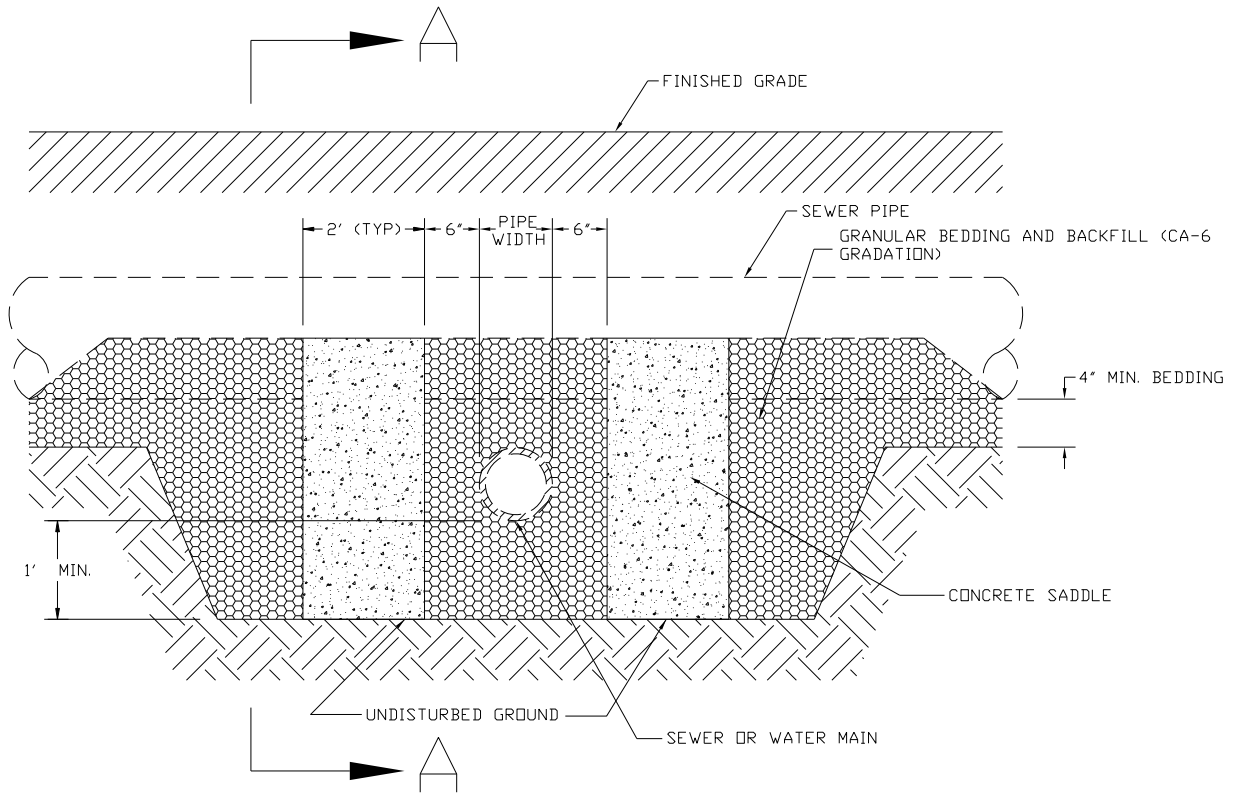 A
FINISHED GRADE
2' (TYP)
6"
PIPE
WIDTH
6"
SEWER PIPE
GRANULAR BEDDING AND BACKFILL (CA-6
GRADATION)
4" MIN. BEDDING
1' MIN.
CONCRETE SADDLE
UNDISTURBED GROUND
SEWER OR WATER MAIN
A